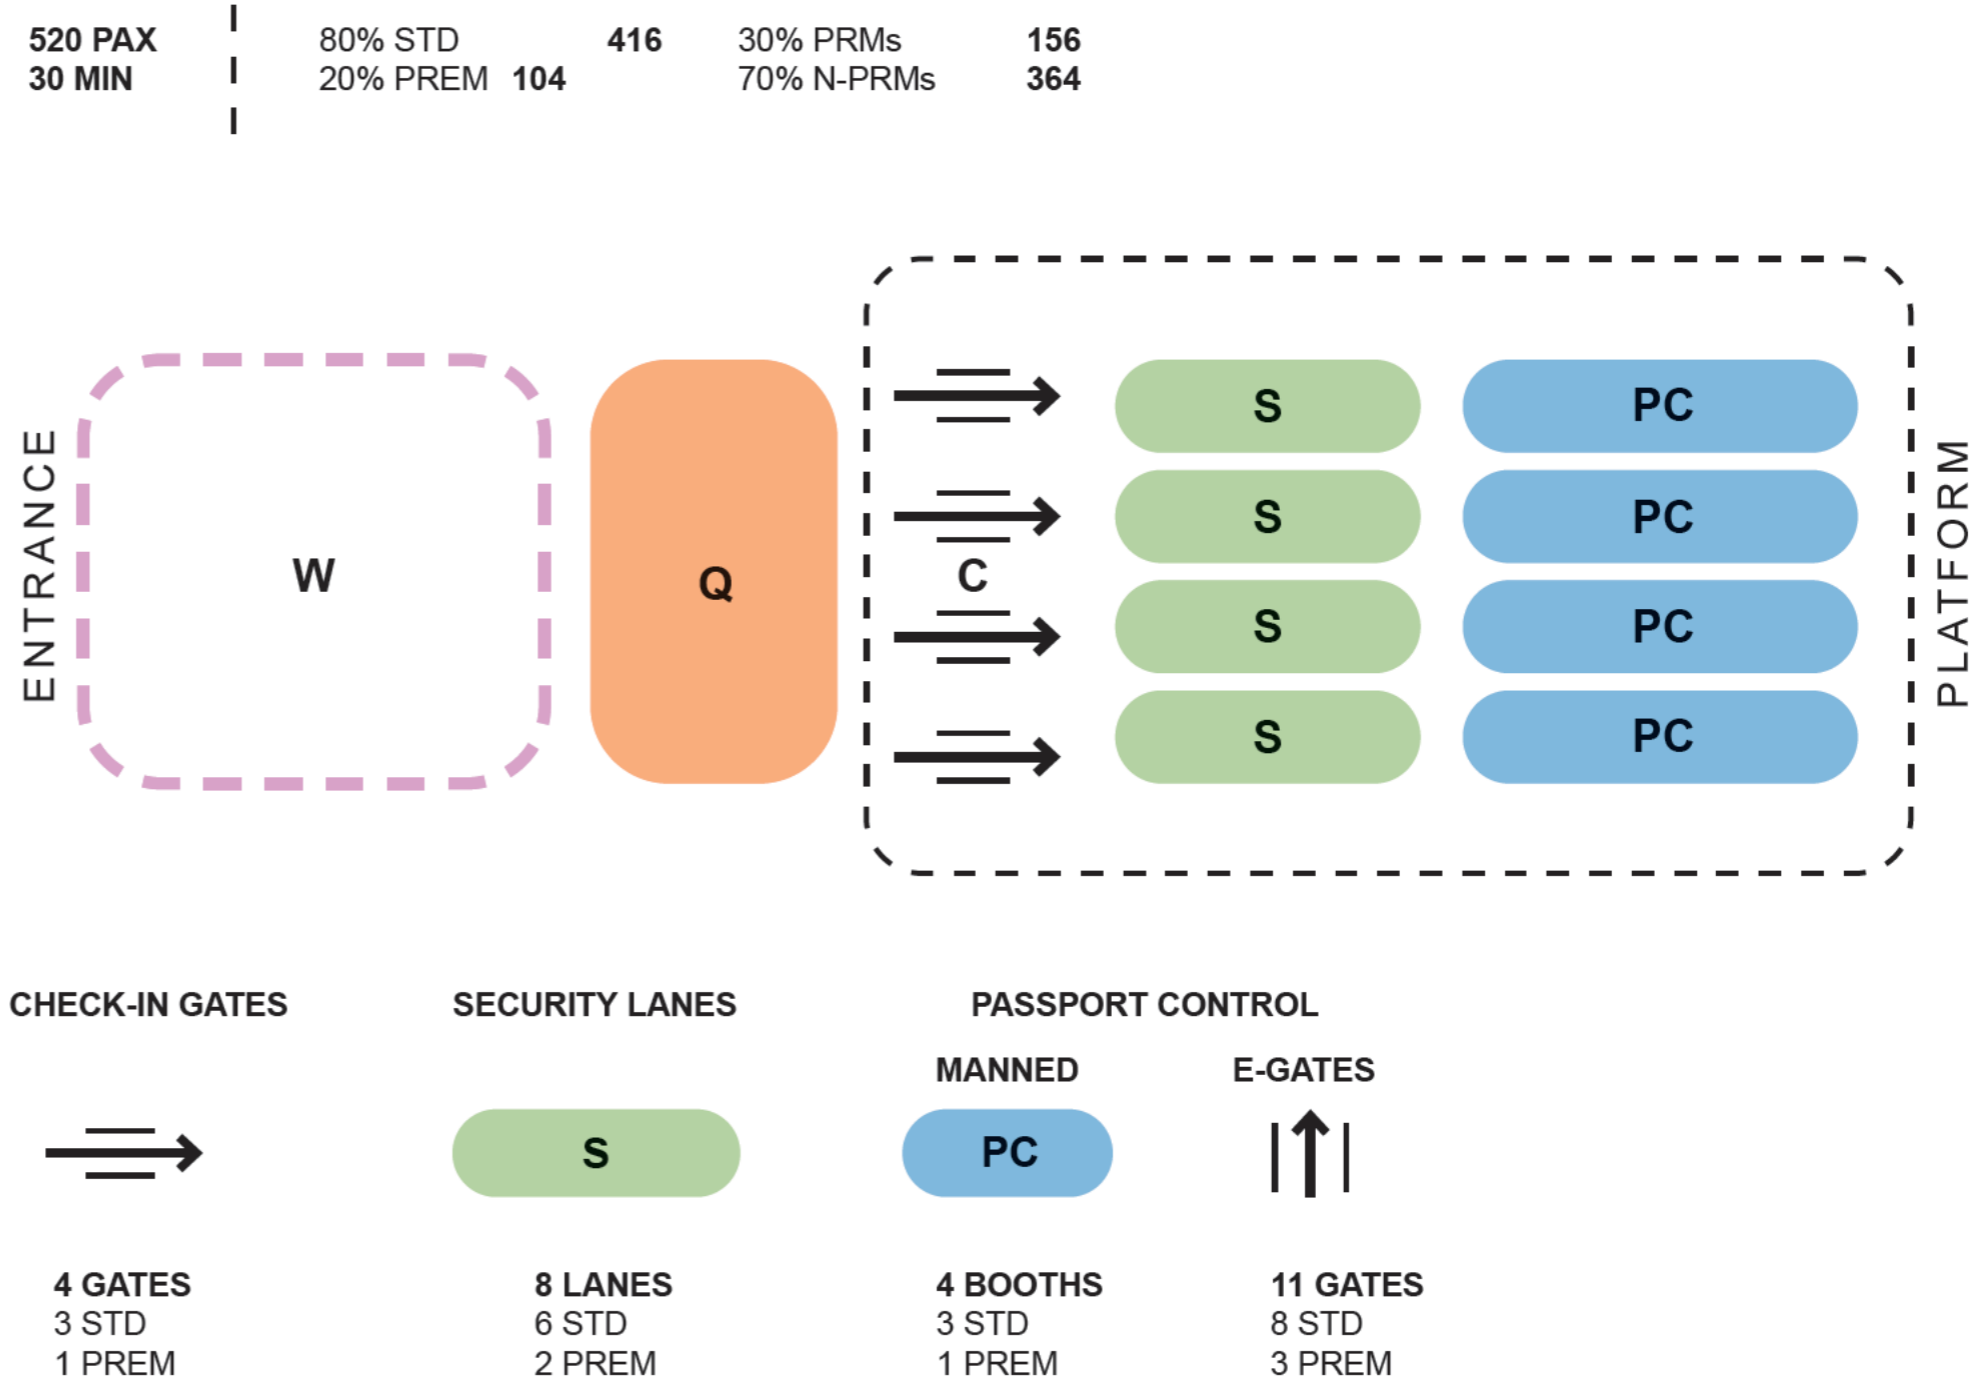 520 PAX 80% STD 416 30% PRMs 156
30 MIN 20% PREM 104 70% N-PRMs 364
ENTRANCE
W
Q
C
S PC
S PC
S PC
S PC
PLATFORM
CHECK-IN GATES SECURITY LANES PASSPORT CONTROL
MANNED E-GATES
S PC
4 GATES 8 LANES 4 BOOTHS 11 GATES
3 STD 6 STD 3 STD 8 STD
1 PREM 2 PREM 1 PREM 3 PREM